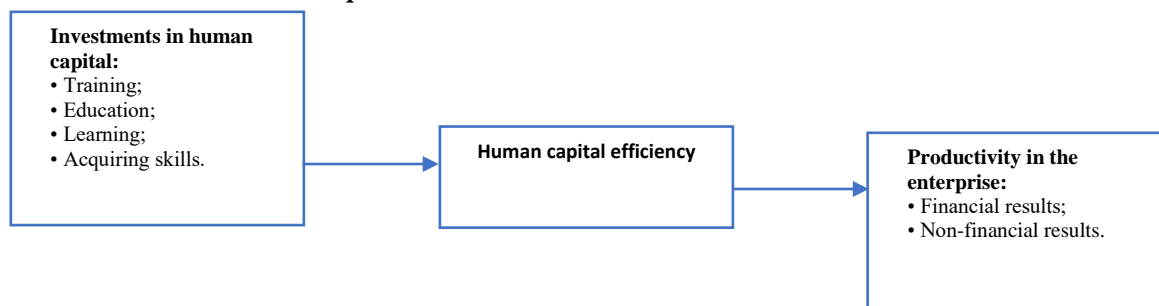 Investments in human
capital:
• Training;
• Education;
• Learning;
• Acquiring skills.
Human capital efficiency
Productivity in the
enterprise:
• Financial results;
• Non-financial results.